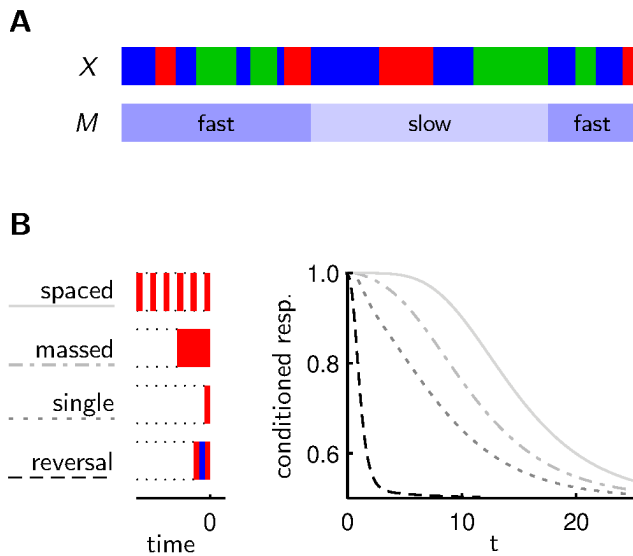 A
X
M
fast
slow
fast
B
spaced
massed
single
reversal
0
time
conditioned resp.
1.0
0.8
0.6
0
10
20
t